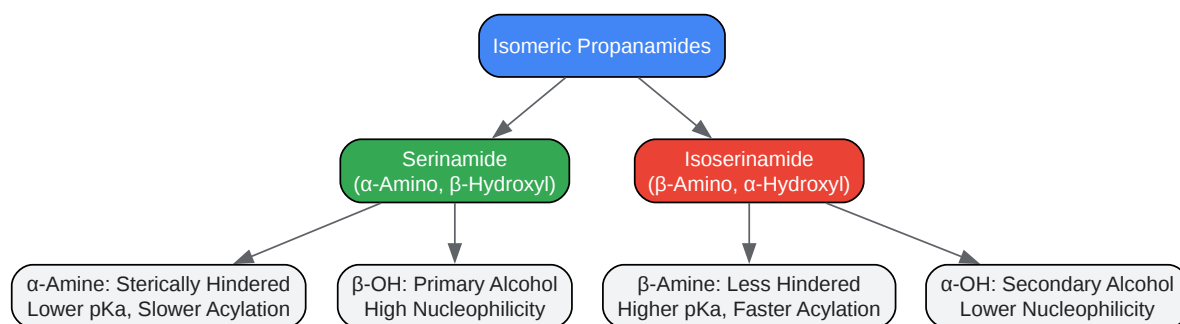 Isomeric Propanamides
Serinamide
(α-Amino, β-Hydroxyl)
Isoserinamide
(β-Amino, α-Hydroxyl)
α-Amine: Sterically Hindered
Lower pKa, Slower Acylation
β-OH: Primary Alcohol
High Nucleophilicity
β-Amine: Less Hindered
Higher pKa, Faster Acylation
α-OH: Secondary Alcohol
Lower Nucleophilicity